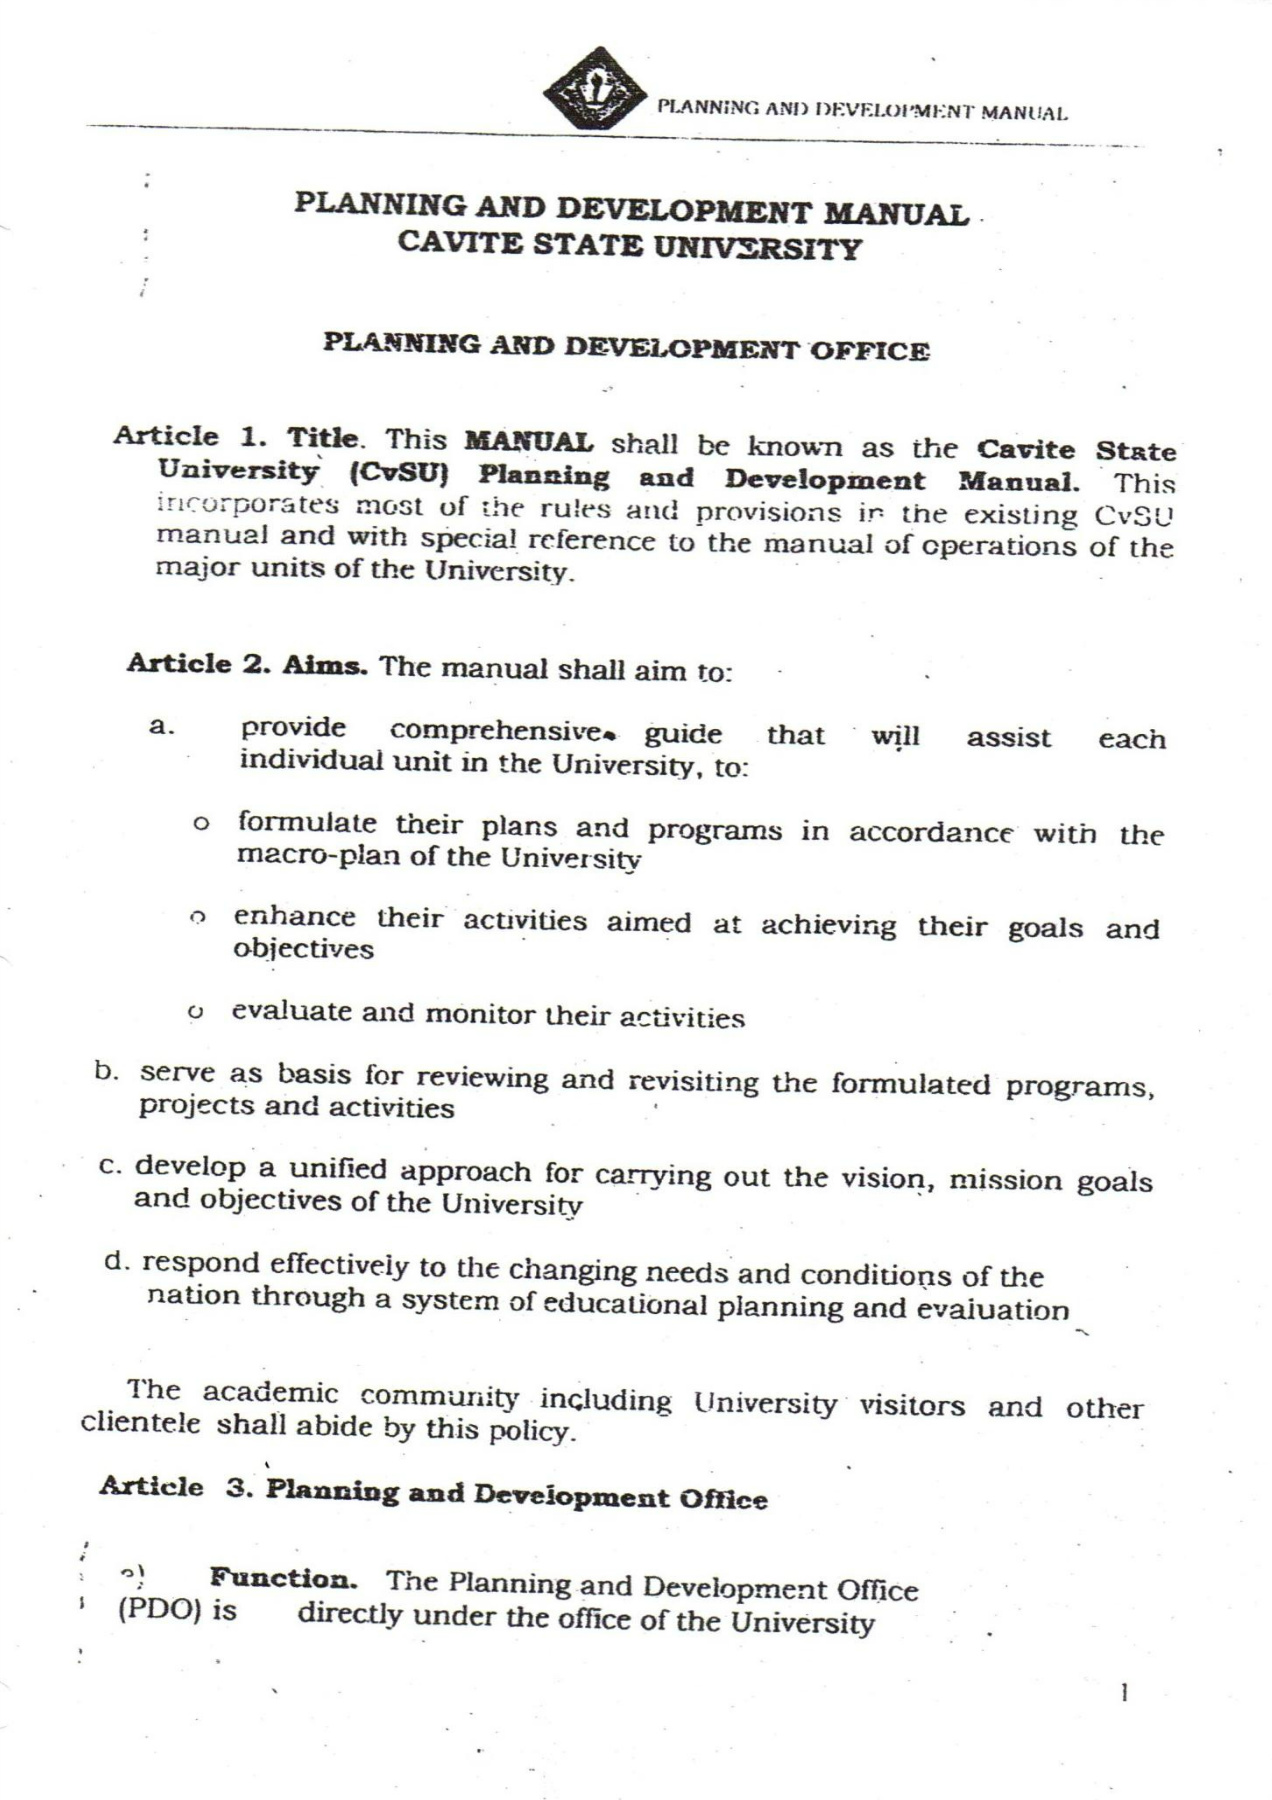 PLANNING AND DEVELOPMENT MANUAL
PLANNING AND DEVELOPMENT MANUAL
CAVITE STATE UNIVERSITY
PLANNING AND DEVELOPMENT OFFICE
Article 1. Title. This MANUAL shall be known as the Cavite State
University (CvSU) Planning and Development Manual. This
incorporates most of the rules and provisions in the existing CvSU
manual and with special reference to the manual of operations of the
major units of the University.
Article 2. Aims. The manual shall aim to:
a. provide comprehensive guide that will assist each
individual unit in the University, to:
o formulate their plans and programs in accordance with the
macro-plan of the University
o enhance their activities aimed at achieving their goals and
objectives
o evaluate and monitor their activities
b. serve as basis for reviewing and revisiting the formulated programs,
projects and activities
c. develop a unified approach for carrying out the vision, mission goals
and objectives of the University
d. respond effectively to the changing needs and conditions of the
nation through a system of educational planning and evaluation
The academic community including University visitors and other
clientele shall abide by this policy.
Article 3. Planning and Development Office
a) Function. The Planning and Development Office
(PDO) is directly under the office of the University
1